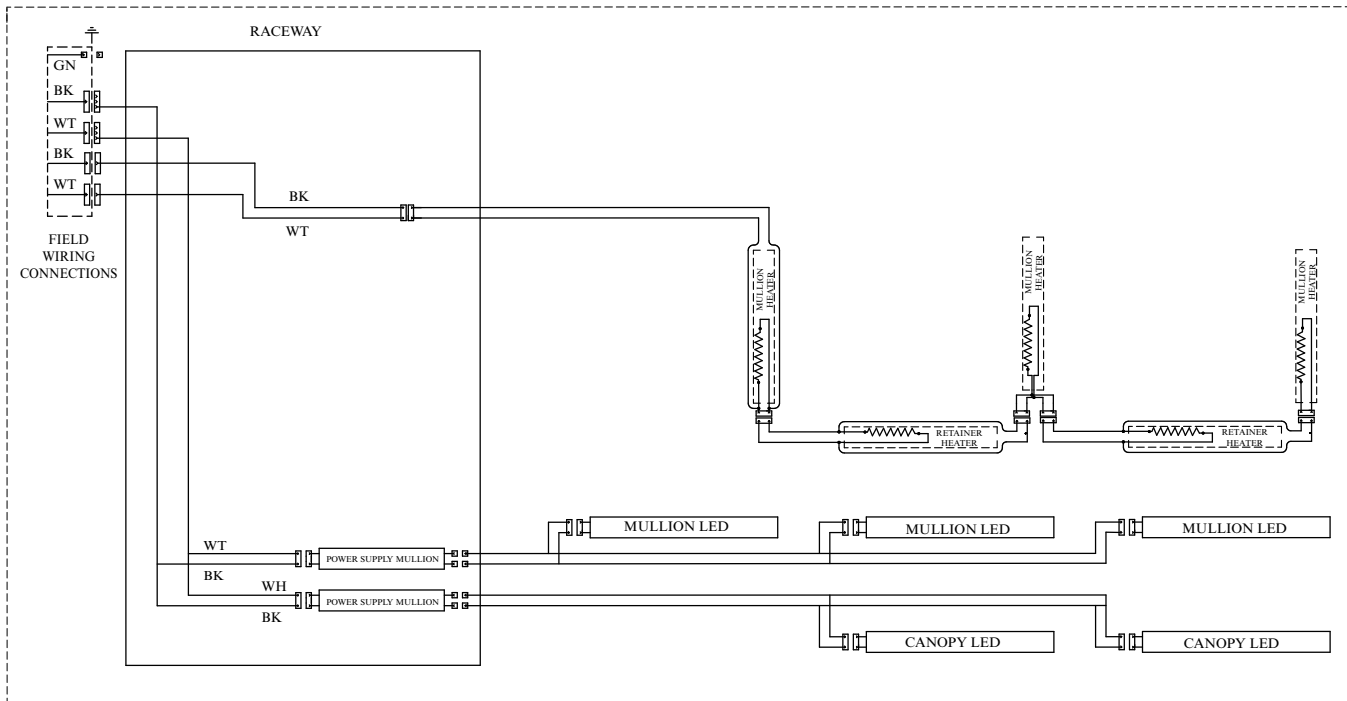 RACEWAY
GN
BK
WT
BK
WT
FIELD
WIRING
CONNECTIONS
BK
WT
MULLION
HEATER
MULLION
HEATER
MULLION
HEATER
RETAINER
HEATER
RETAINER
HEATER
MULLION LED
MULLION LED
MULLION LED
WT
POWER SUPPLY MULLION
BK
WH
POWER SUPPLY MULLION
BK
CANOPY LED
CANOPY LED